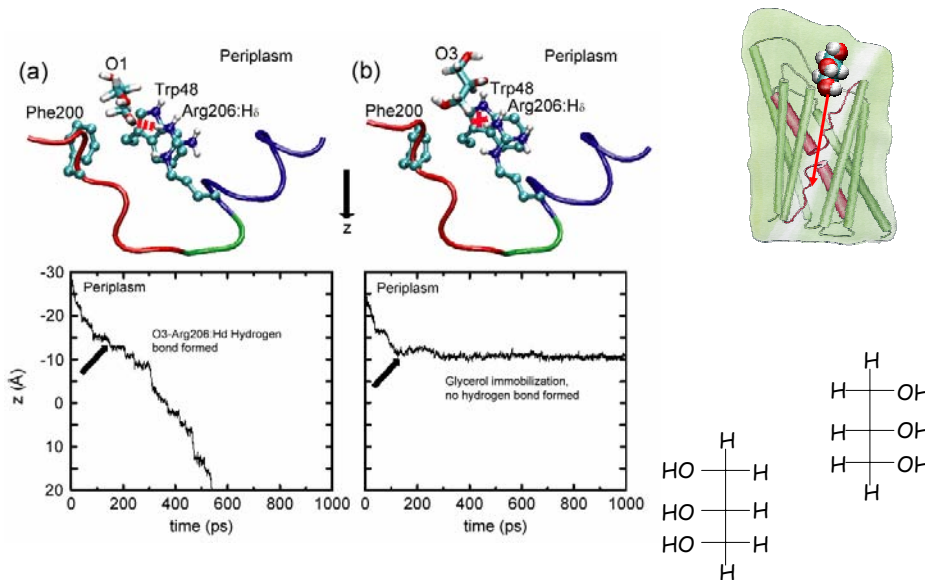 (a)
O1
Periplasm
Trp48
Arg206:Hδ
Phe200
(b)
O3
Periplasm
Trp48
Arg206:Hδ
Phe200
z
-30
-20
-10
0
10
20
z (Å)
Periplasm
O3-Arg206:Hd Hydrogen
bond formed
0 200 400 600 800 1000
time (ps)
Periplasm
Glycerol immobilization,
no hydrogen bond formed
0 200 400 600 800 1000
time (ps)
H
HO H
HO H
HO H
H
H
H OH
H OH
H OH
H